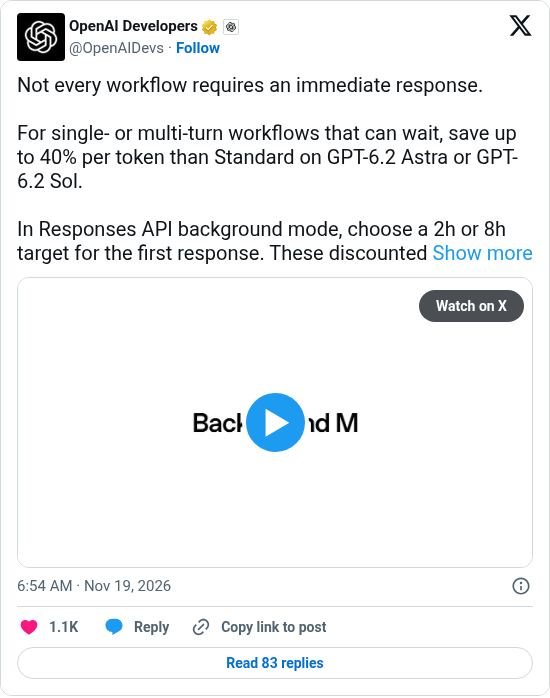 OpenAI Developers
@OpenAIDevs · Follow
Not every workflow requires an immediate response.
For single- or multi-turn workflows that can wait, save up
to 40% per token than Standard on GPT-6.2 Astra or GPT-
6.2 Sol.
In Responses API background mode, choose a 2h or 8h
target for the first response. These discounted Show more
Watch on X
Back nd M
6:54 AM · Nov 19, 2026
1.1K Reply Copy link to post
Read 83 replies